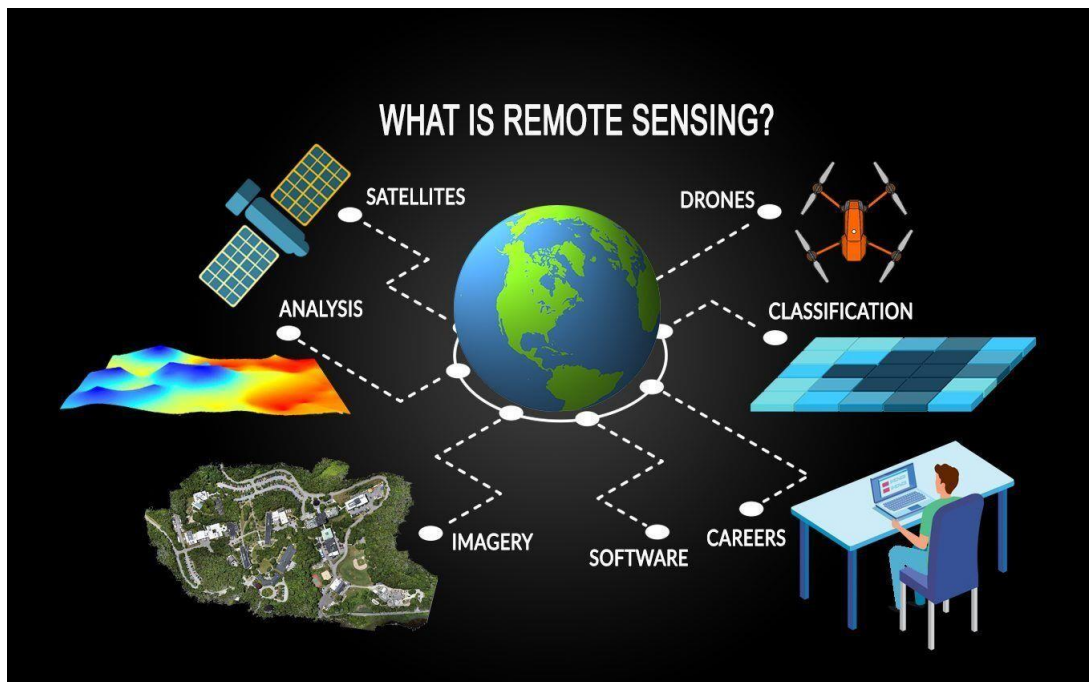 WHAT IS REMOTE SENSING?
SATELLITES
DRONES
ANALYSIS
CLASSIFICATION
IMAGERY
SOFTWARE
CAREERS